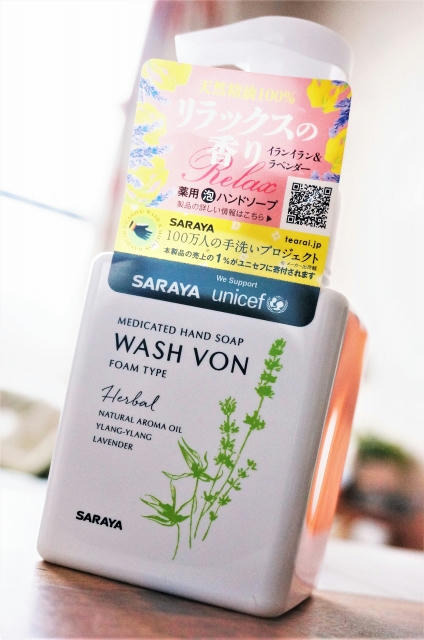 天然精油100%
リラックスの
香り
イランイラン&
ラベンダー
Relax
薬用 泡 ハンドソープ
製品の詳しい情報はこちら▶
SARAYA
tearai.jp
100万人の手洗いプロジェクト
本製品の売上の1%がユニセフに寄付されます
We Support
SARAYA unicef
MEDICATED HAND SOAP
WASH VON
FOAM TYPE
Herbal
NATURAL AROMA OIL
YLANG-YLANG
LAVENDER
SARAYA